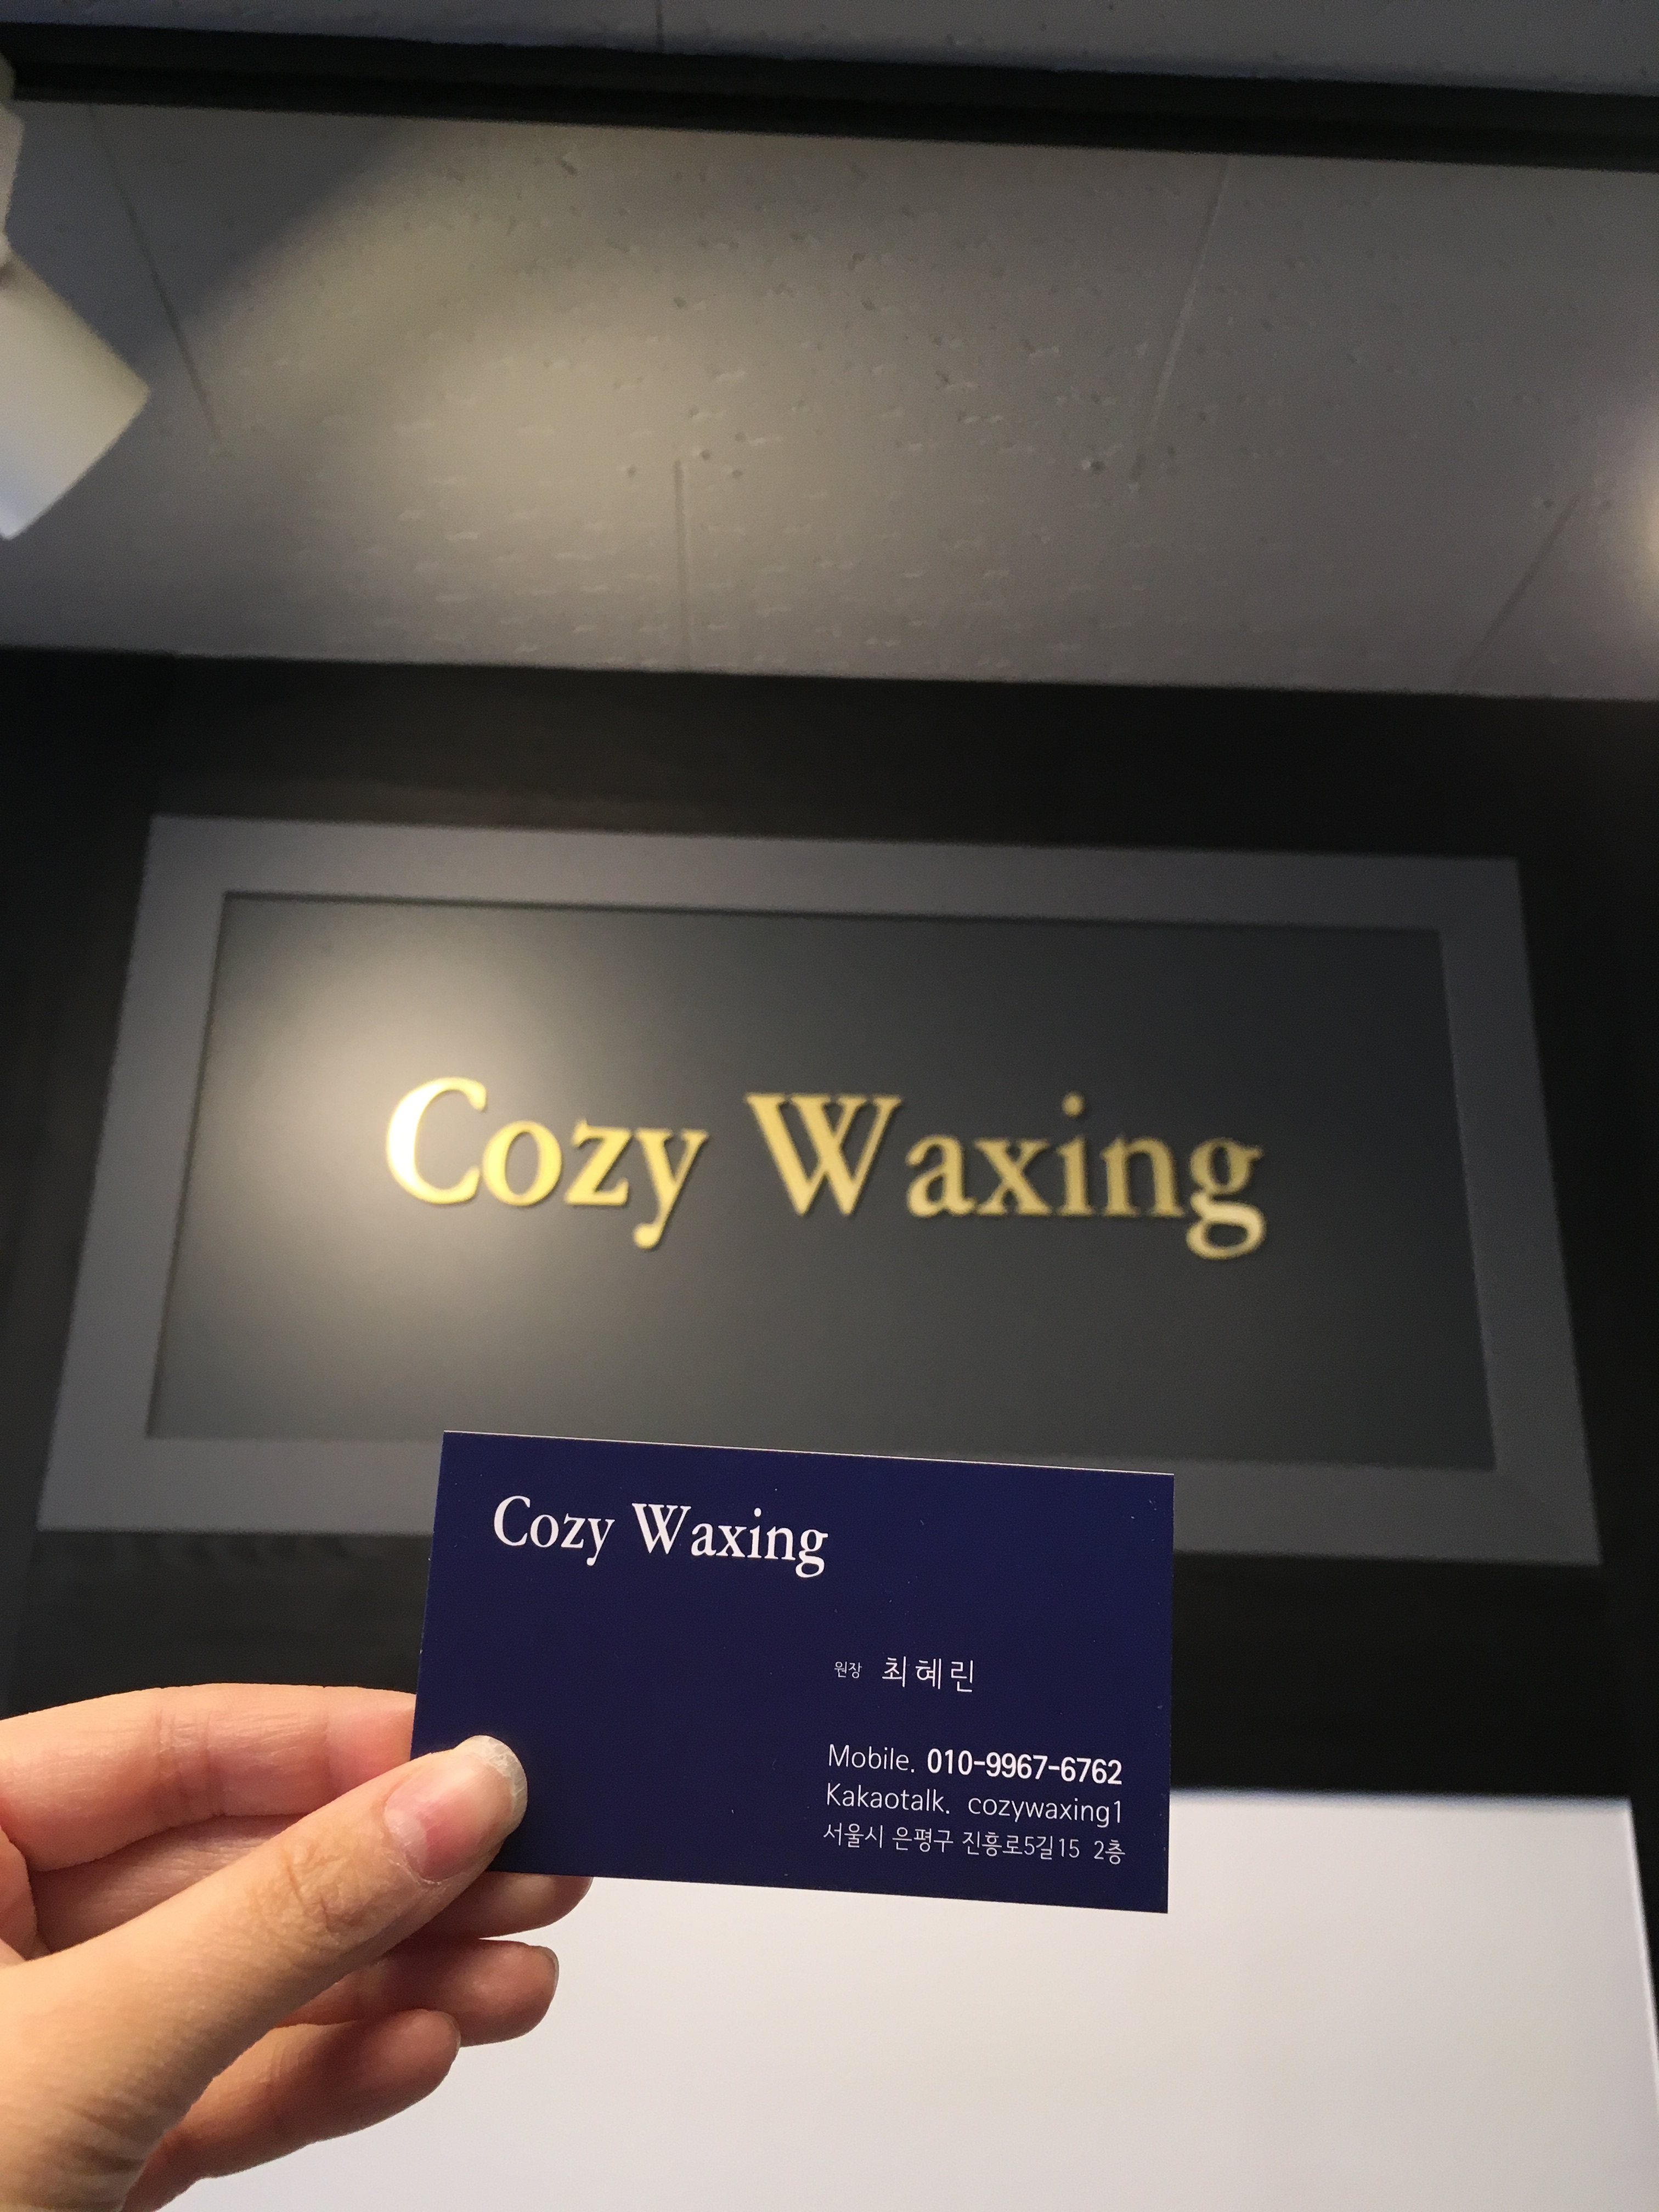 Cozy Waxing
Cozy Waxing
원장 최혜린
Mobile. 010-9967-6762
Kakaotalk. cozywaxing1
서울시 은평구 진흥로5길15 2층